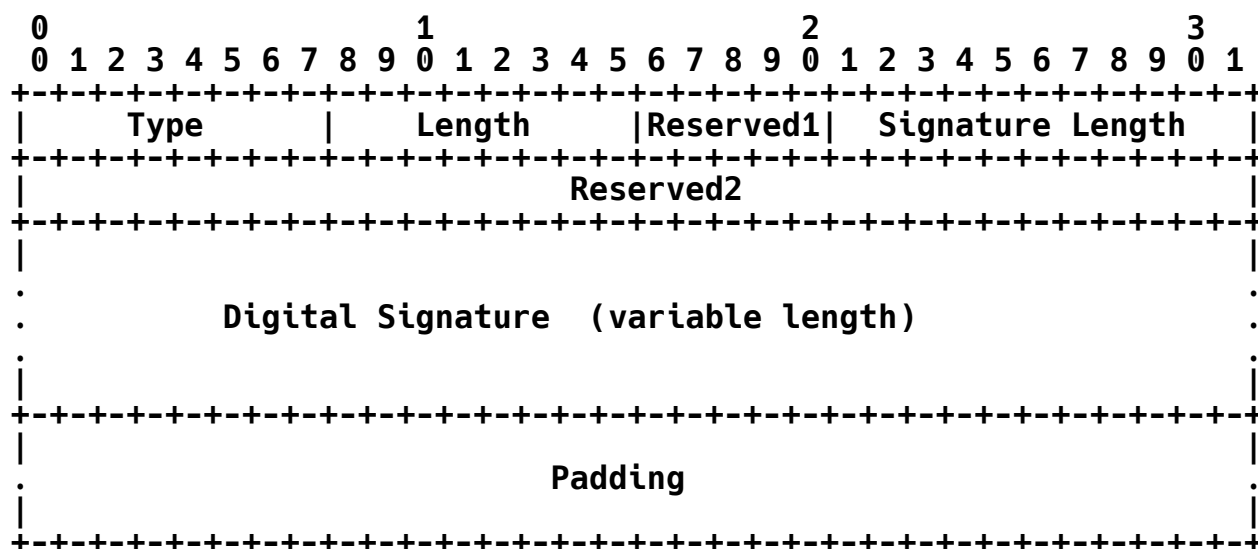 0                   1                   2                   3
 0 1 2 3 4 5 6 7 8 9 0 1 2 3 4 5 6 7 8 9 0 1 2 3 4 5 6 7 8 9 0 1
+-+-+-+-+-+-+-+-+-+-+-+-+-+-+-+-+-+-+-+-+-+-+-+-+-+-+-+-+-+-+-+-+
|     Type      |    Length     |Reserved1|  Signature Length   |
+-+-+-+-+-+-+-+-+-+-+-+-+-+-+-+-+-+-+-+-+-+-+-+-+-+-+-+-+-+-+-+-+
|                            Reserved2                          |
+-+-+-+-+-+-+-+-+-+-+-+-+-+-+-+-+-+-+-+-+-+-+-+-+-+-+-+-+-+-+-+-+
|                                                               |
.                                                               .
.          Digital Signature  (variable length)                 .
.                                                               .
|                                                               |
+-+-+-+-+-+-+-+-+-+-+-+-+-+-+-+-+-+-+-+-+-+-+-+-+-+-+-+-+-+-+-+-+
|                                                               |
.                           Padding                             .
|                                                               |
+-+-+-+-+-+-+-+-+-+-+-+-+-+-+-+-+-+-+-+-+-+-+-+-+-+-+-+-+-+-+-+-+